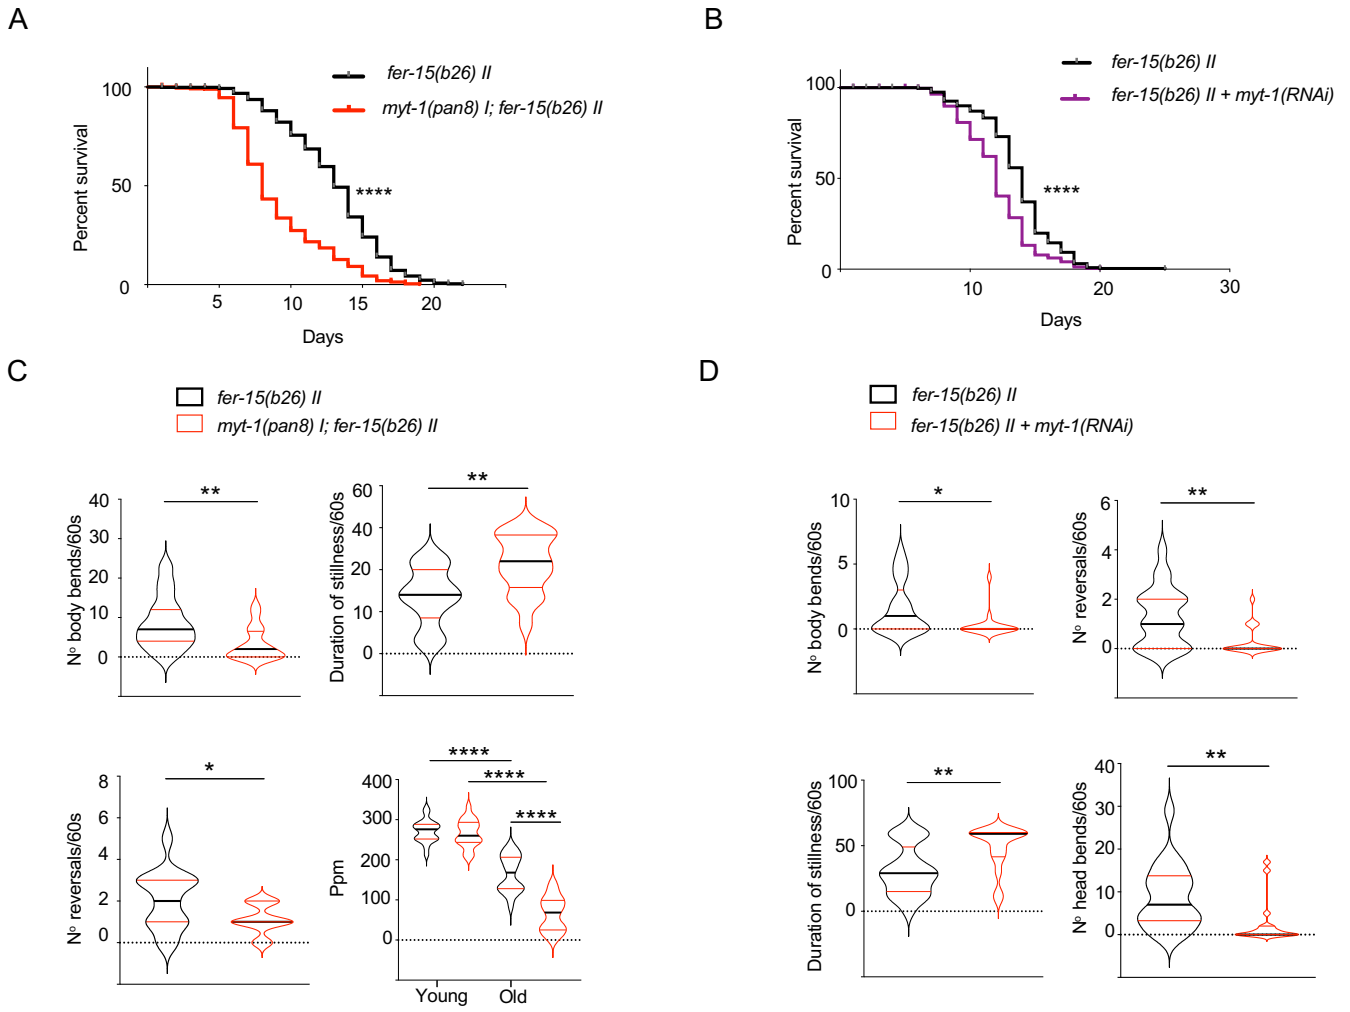 A
fer-15(b26) II
myt-1(pan8) I; fer-15(b26) II
Percent survival
100
50
0
****
5
10
15
20
Days
B
fer-15(b26) II
fer-15(b26) II + myt-1(RNAi)
Percent survival
100
50
0
****
10
20
30
Days
C
fer-15(b26) II
myt-1(pan8) I; fer-15(b26) II
Nº body bends/60s
40
30
20
10
0
**
Duration of stillness/60s
60
40
20
10
0
**
Nº reversals/60s
8
6
4
2
0
*
Ppm
400
300
200
100
0
****
****
****
Young
Old
D
fer-15(b26) II
fer-15(b26) II + myt-1(RNAi)
Nº body bends/60s
10
5
0
*
Nº reversals/60s
6
4
2
0
**
Duration of stillness/60s
100
50
0
**
Nº head bends/60s
40
30
20
10
0
**